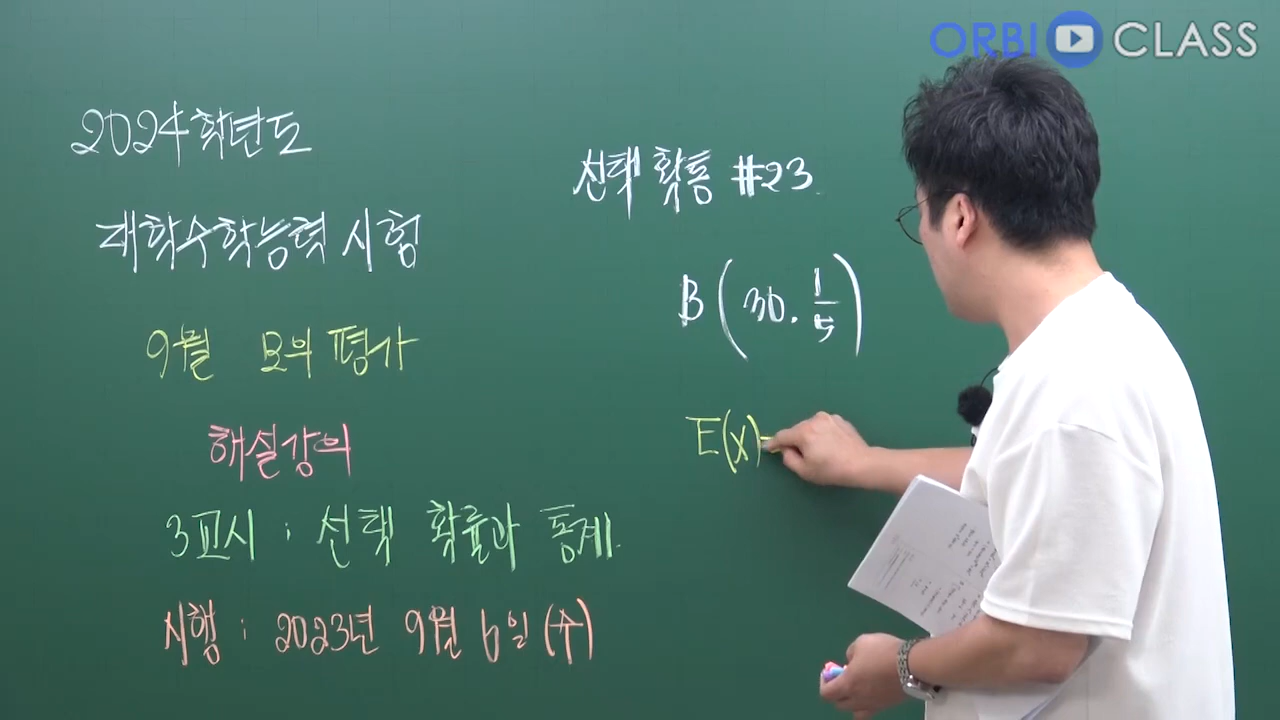 ORBI CLASS
2024학년도
대학수학능력 시험
9월 모의평가
해설강의
3교시 : 선택 확률과 통계.
시행 : 2023년 9월 6일 (수)
선택 확통 #23.
B(30. 1/5)
E(X)=